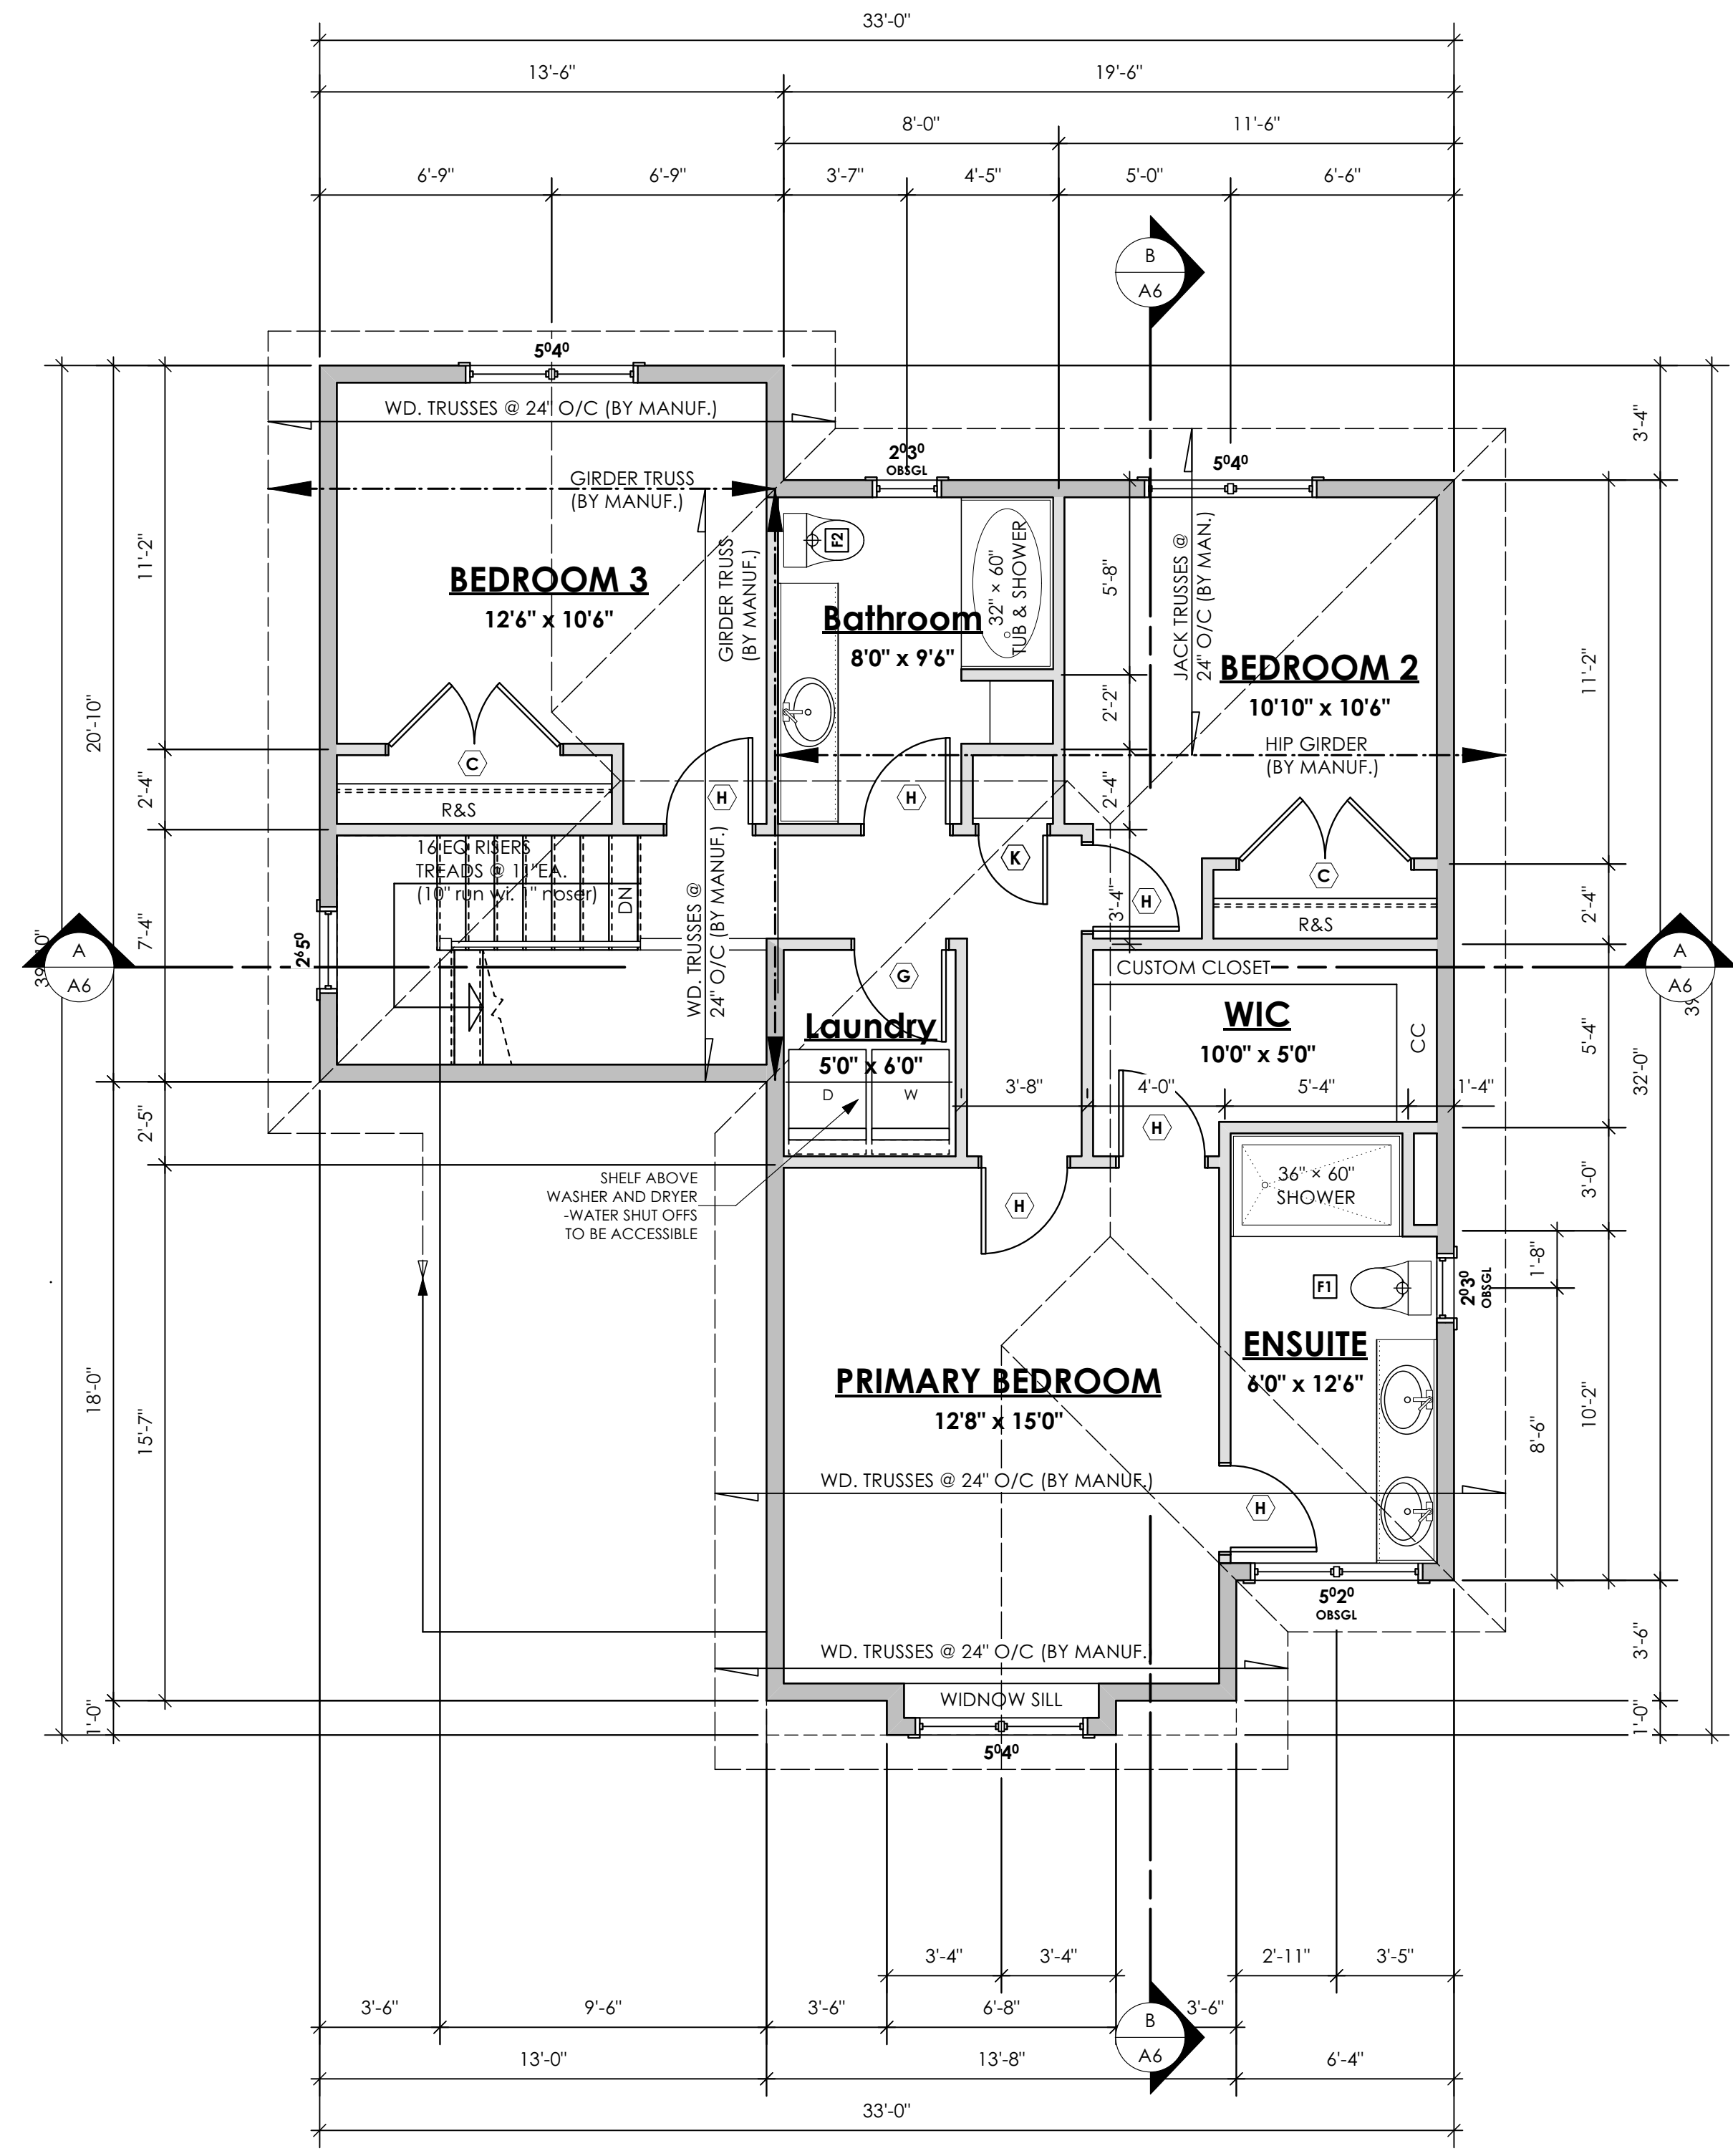 33'-0"
13'-6"
19'-6"
8'-0"
11'-6"
6'-9"
6'-9"
3'-7"
4'-5"
5'-0"
6'-6"
B
A6
5⁰4⁰
WD. TRUSSES @ 24" O/C (BY MANUF.)
2⁰3⁰
OBSGL
5⁰4⁰
3'-4"
GIRDER TRUSS
(BY MANUF.)
GIRDER TRUSS
(BY MANUF.)
F2
32" × 60"
TUB & SHOWER
5'-8"
JACK TRUSSES @
24" O/C (BY MAN.)
11'-2"
BEDROOM 3
12'6" x 10'6"
Bathroom
8'0" x 9'6"
BEDROOM 2
10'10" x 10'6"
11'-2"
20'-10"
2'-2"
HIP GIRDER
(BY MANUF.)
C
R&S
H
H
2'-4"
2'-4"
16 EQ RISERS
TREADS @ 11"EA.
(10" run w/. 1" noser)
DN
K
H
C
R&S
3'-4"
2'-4"
7'-4"
2⁶5⁰
WD. TRUSSES @
24" O/C (BY MANUF.)
A
A6
G
CUSTOM CLOSET
A
A6
Laundry
5'0" x 6'0"
D
W
WIC
10'0" x 5'0"
CC
5'-4"
32'-0"
3'-8"
4'-0"
5'-4"
1'-4"
2'-5"
H
SHELF ABOVE
WASHER AND DRYER
-WATER SHUT OFFS
TO BE ACCESSIBLE
H
36" × 60"
SHOWER
3'-0"
1'-8"
F1
2⁰3⁰
OBSGL
ENSUITE
6'0" x 12'6"
PRIMARY BEDROOM
12'8" x 15'0"
18'-0"
15'-7"
8'-6"
10'-2"
WD. TRUSSES @ 24" O/C (BY MANUF.)
H
5⁰2⁰
OBSGL
WD. TRUSSES @ 24" O/C (BY MANUF.)
3'-6"
WIDNOW SILL
1'-0"
1'-0"
5⁰4⁰
3'-4"
3'-4"
2'-11"
3'-5"
3'-6"
9'-6"
3'-6"
6'-8"
B
A6
3'-6"
13'-0"
13'-8"
6'-4"
33'-0"